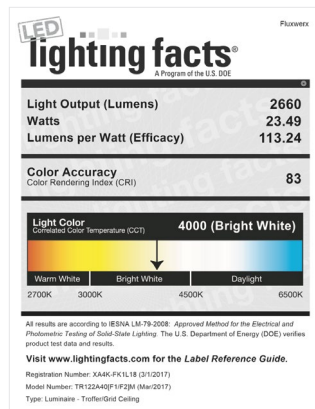 Fluxwerx
LED
lighting facts®
A Program of the U.S. DOE
Light Output (Lumens) 2660
Watts 23.49
Lumens per Watt (Efficacy) 113.24
Color Accuracy
Color Rendering Index (CRI) 83
Light Color
Correlated Color Temperature (CCT) 4000 (Bright White)
Warm White Bright White Daylight
2700K 3000K 4500K 6500K
All results are according to IESNA LM-79-2008: Approved Method for the Electrical and
Photometric Testing of Solid-State Lighting. The U.S. Department of Energy (DOE) verifies
product test data and results.
Visit www.lightingfacts.com for the Label Reference Guide.
Registration Number: XA4K-FK1L18 (3/1/2017)
Model Number: TR122A40[F1/F2]M (Mar/2017)
Type: Luminaire - Troffer/Grid Ceiling